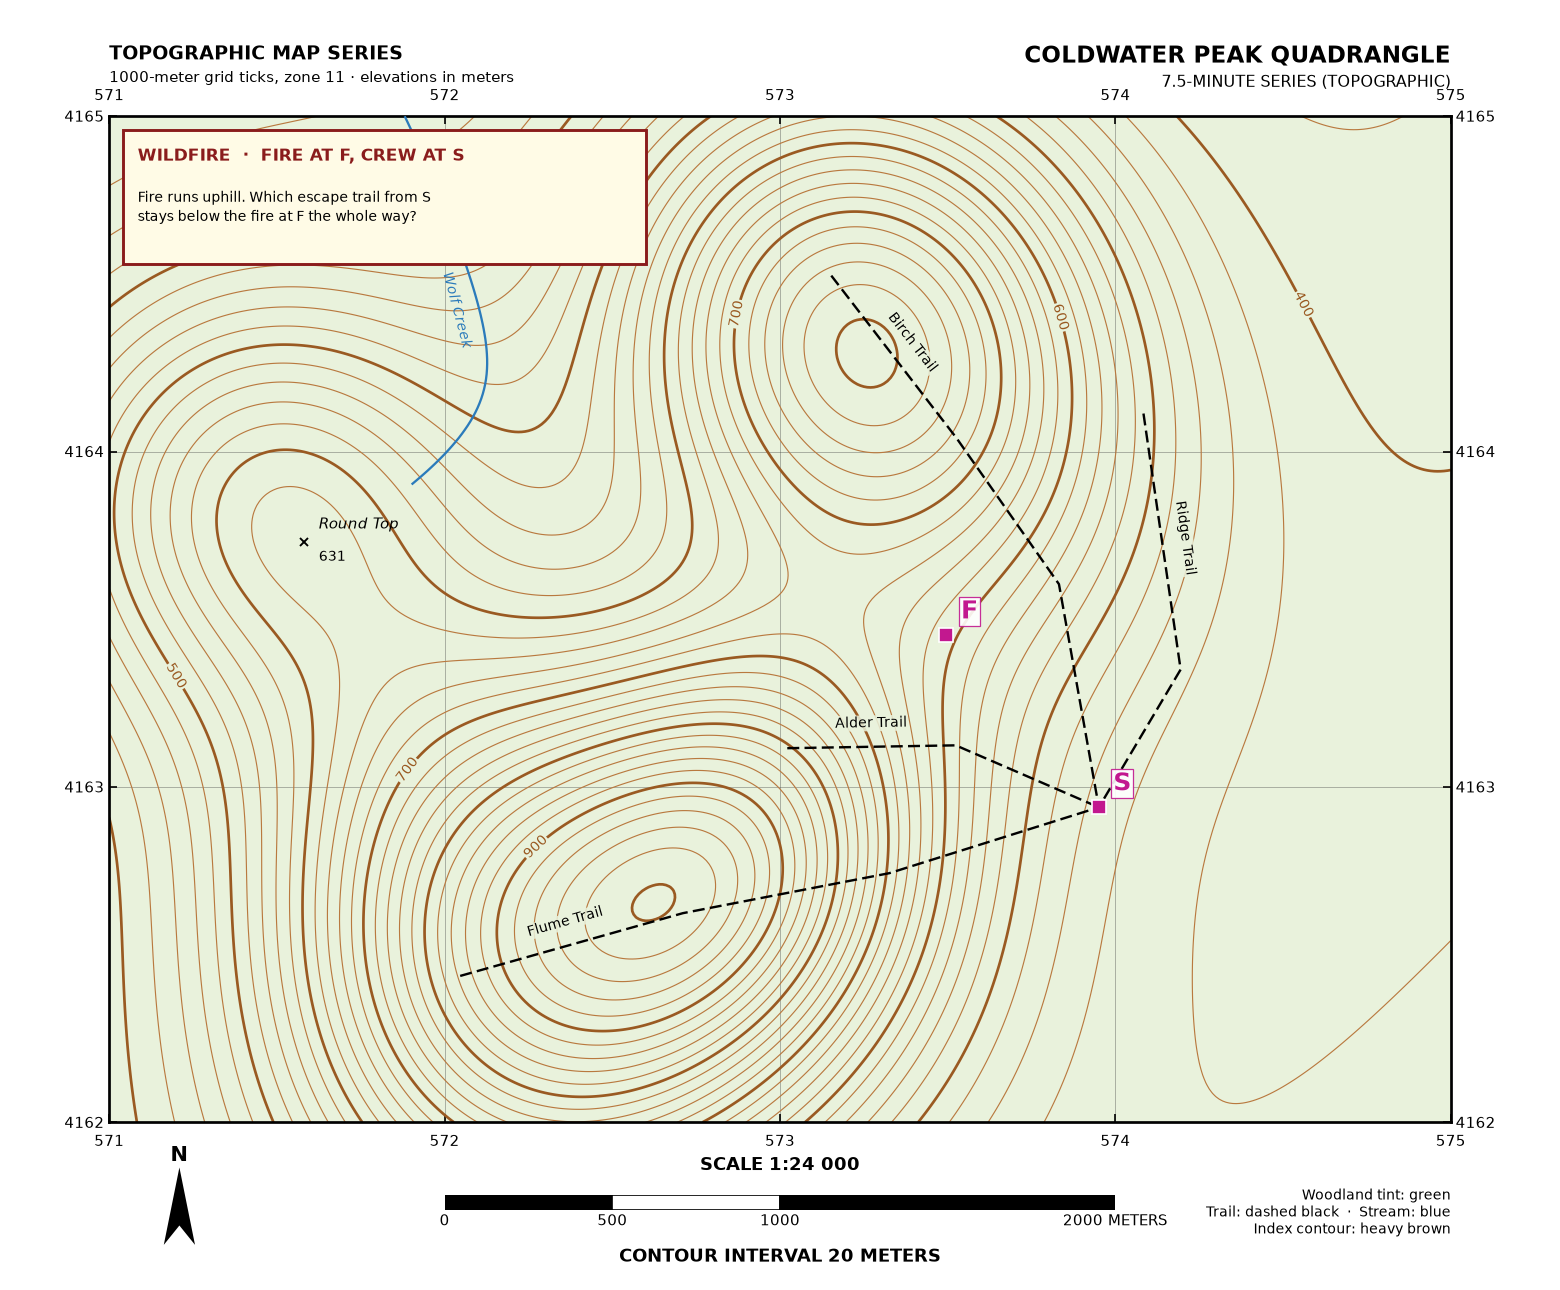 TOPOGRAPHIC MAP SERIES
1000-meter grid ticks, zone 11 · elevations in meters
COLDWATER PEAK QUADRANGLE
7.5-MINUTE SERIES (TOPOGRAPHIC)
571
572
573
574
575
4165
4165
WILDFIRE · FIRE AT F, CREW AT S
Fire runs uphill. Which escape trail from S
stays below the fire at F the whole way?
Wolf Creek
700
Birch Trail
600
400
4164
4164
Round Top
631
Ridge Trail
F
500
Alder Trail
700
S
4163
4163
900
Flume Trail
4162
4162
571
572
573
574
575
N
SCALE 1:24 000
0
500
1000
2000 METERS
CONTOUR INTERVAL 20 METERS
Woodland tint: green
Trail: dashed black · Stream: blue
Index contour: heavy brown